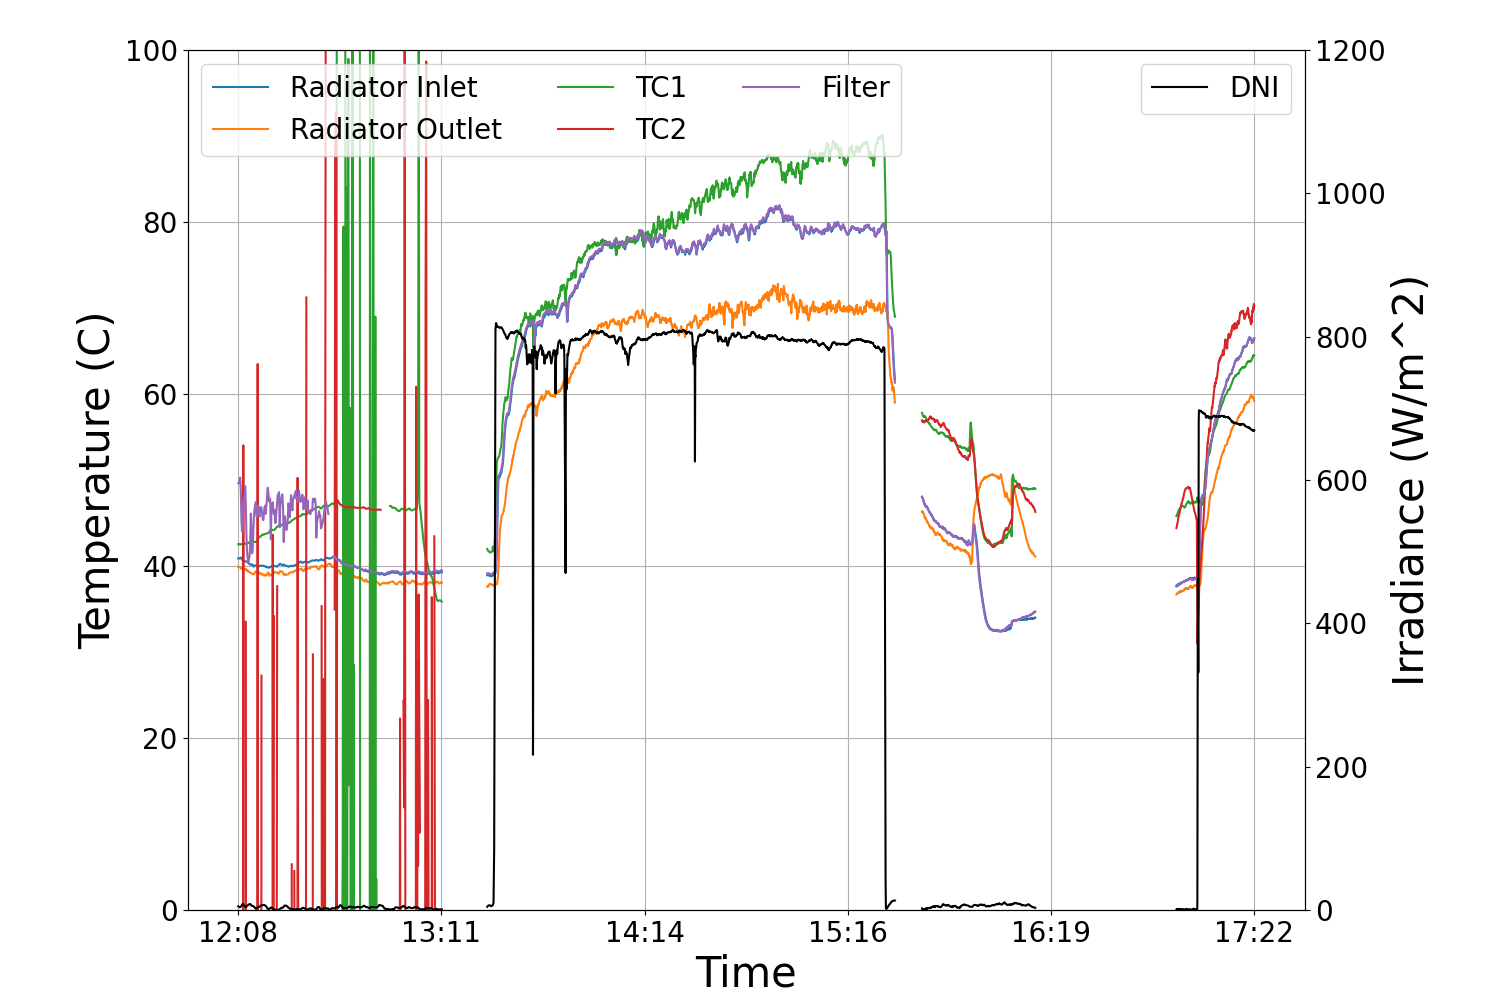 Radiator Inlet
Radiator Outlet
TC1
TC2
Filter
DNI
100
80
60
40
20
0
Temperature (C)
1200
1000
800
600
400
200
0
Irradiance (W/m^2)
12:08
13:11
14:14
15:16
16:19
17:22
Time